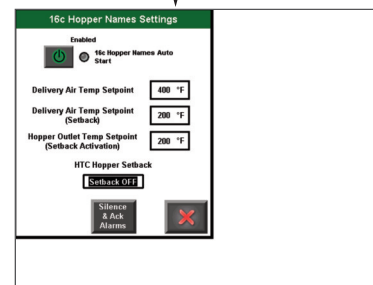 16c Hopper Names Settings
Enabled
16c Hopper Names Auto
Start
Delivery Air Temp Setpoint
400 °F
Delivery Air Temp Setpoint
(Setback)
200 °F
Hopper Outlet Temp Setpoint
(Setback Activation)
200 °F
HTC Hopper Setback
Setback OFF
Silence
& Ack
Alarms